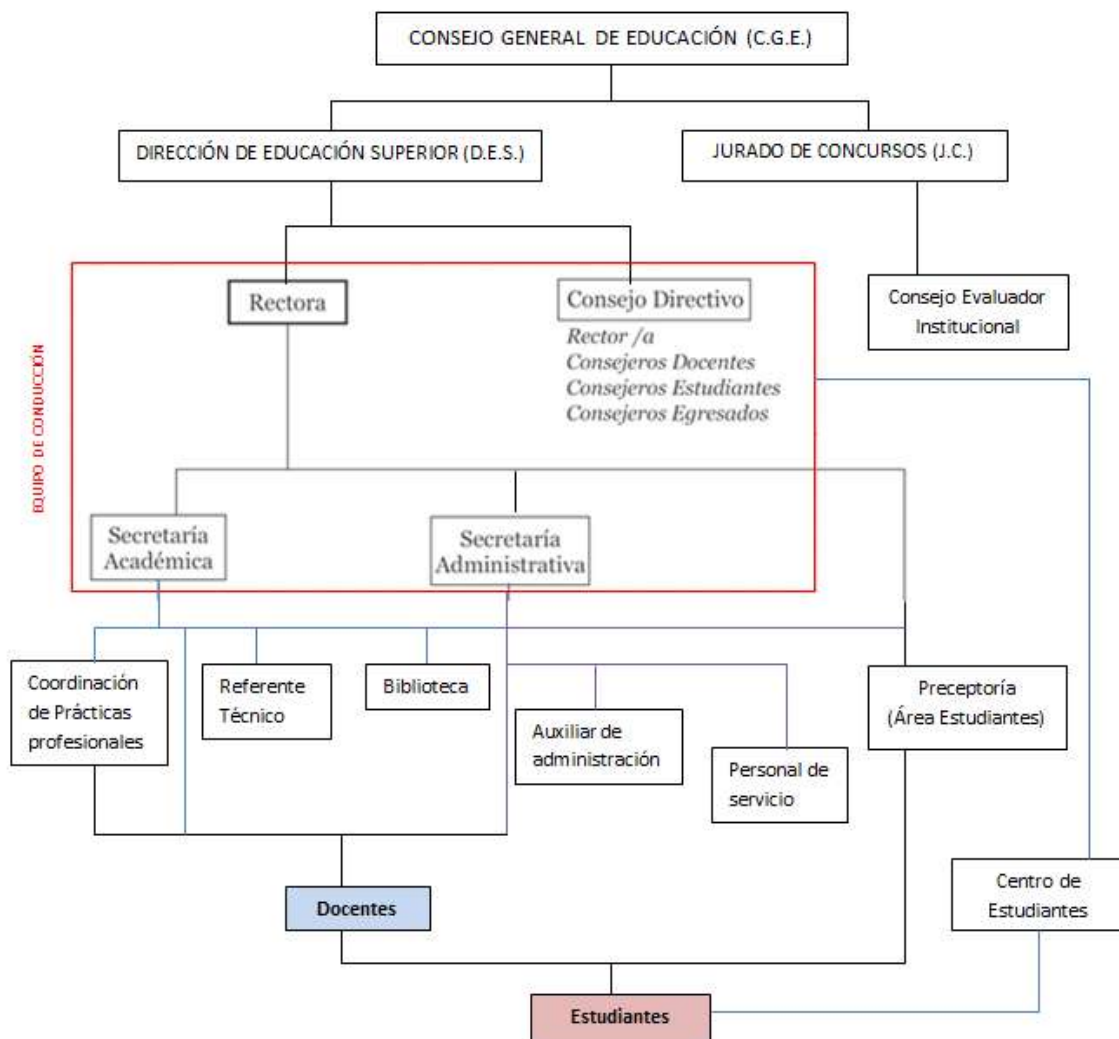 CONSEJO GENERAL DE EDUCACIÓN (C.G.E.)
DIRECCIÓN DE EDUCACIÓN SUPERIOR (D.E.S.)
JURADO DE CONCURSOS (J.C.)
EQUIPO DE CONDUCCIÓN
Rectora
Consejo Directivo
Rector /a
Consejeros Docentes
Consejeros Estudiantes
Consejeros Egresados
Consejo Evaluador
Institucional
Secretaría
Académica
Secretaría
Administrativa
Coordinación
de Prácticas
profesionales
Referente
Técnico
Biblioteca
Auxiliar de
administración
Personal de
servicio
Preceptoría
(Área Estudiantes)
Docentes
Centro de
Estudiantes
Estudiantes